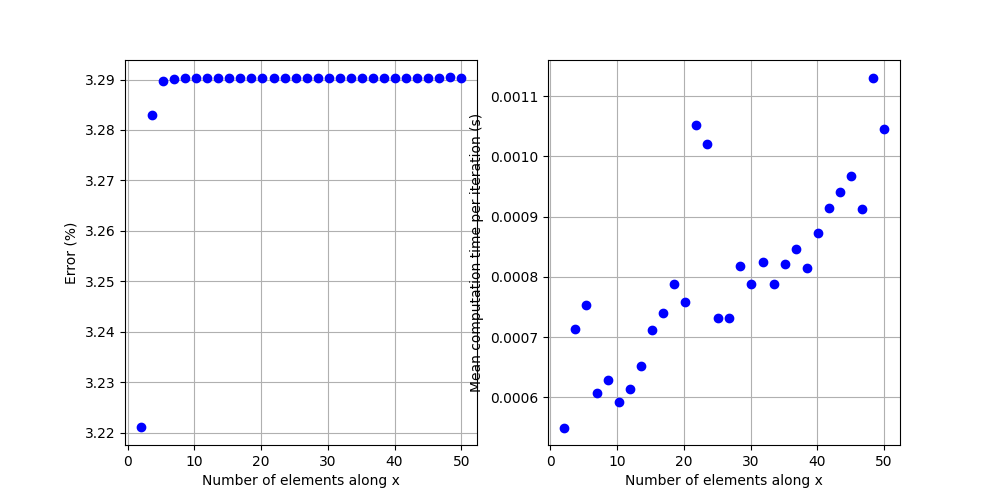 Error (%)
3.29
3.28
3.27
3.26
3.25
3.24
3.23
3.22
0 10 20 30 40 50
Number of elements along x
Mean computation time per iteration (s)
0.0011
0.0010
0.0009
0.0008
0.0007
0.0006
0 10 20 30 40 50
Number of elements along x